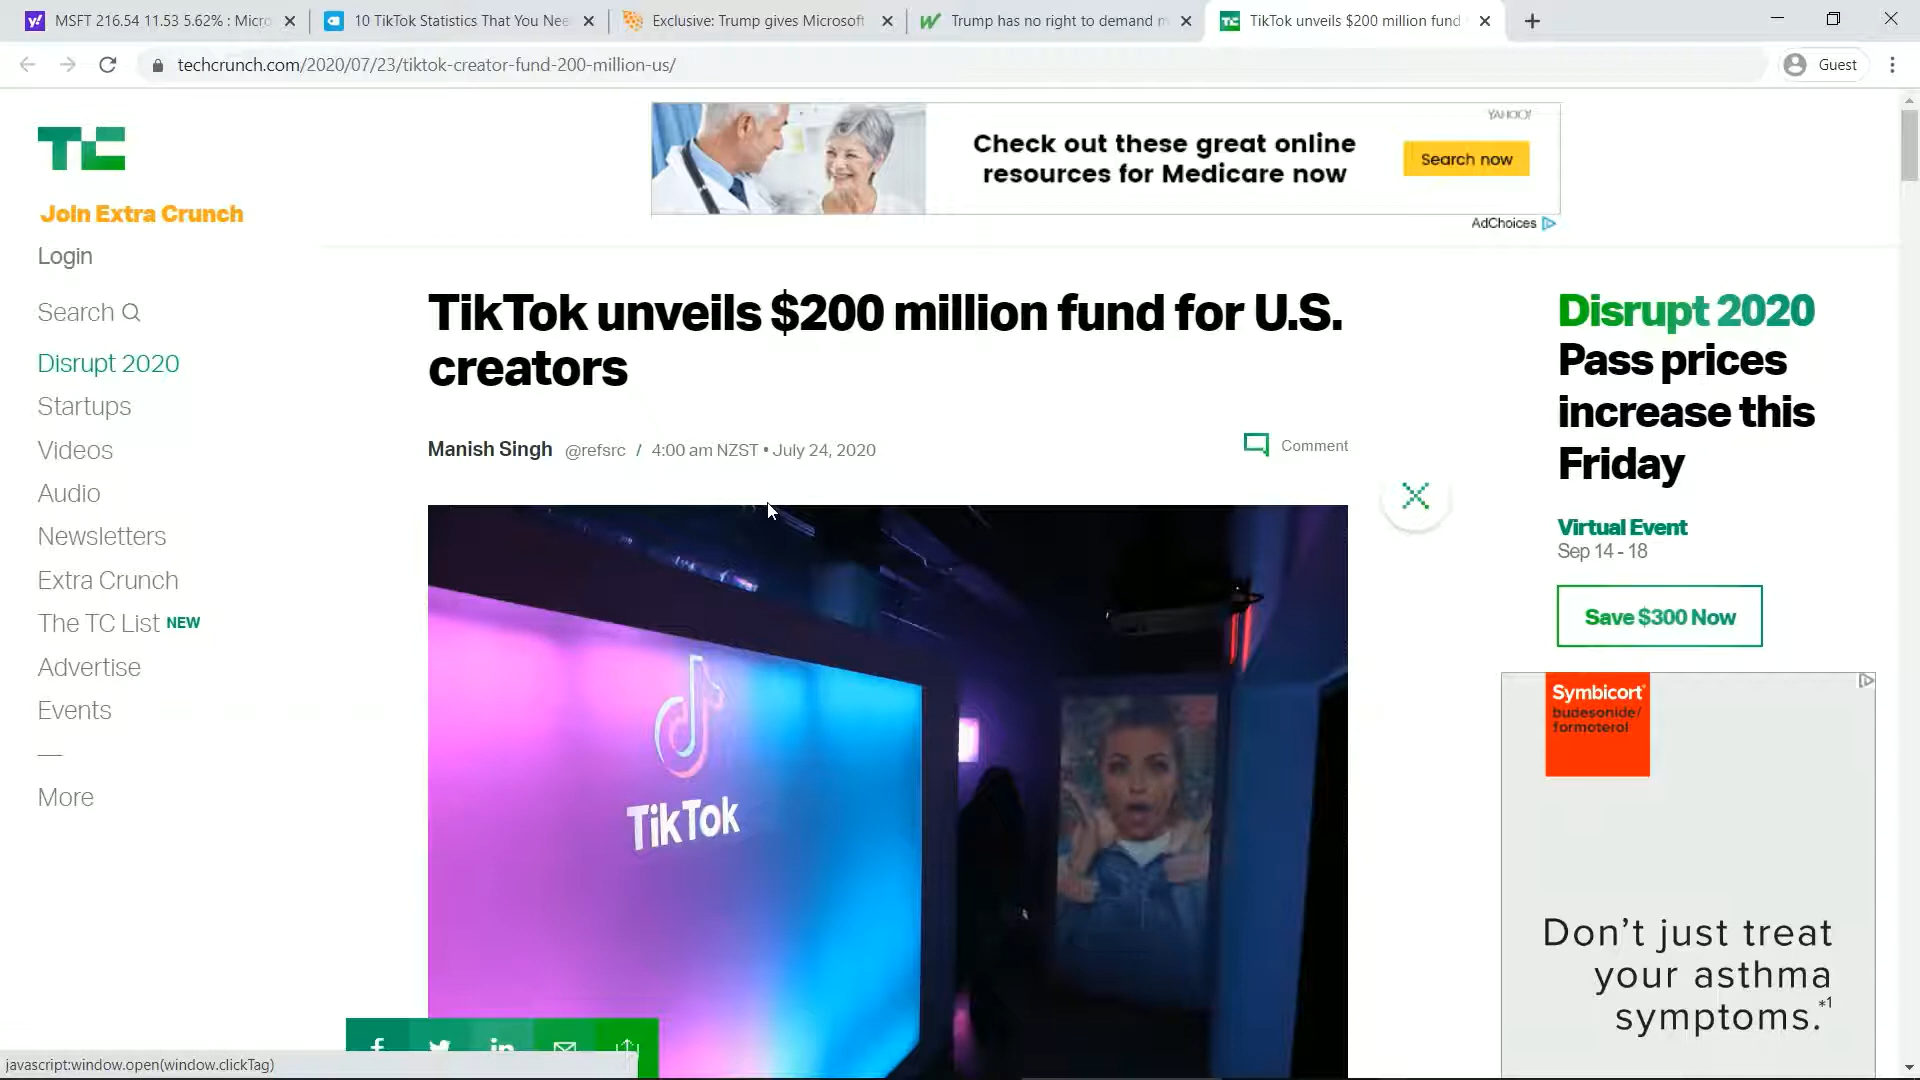 MSFT 216.54 11.53 5.62% : Micro
10 TikTok Statistics That You Nee
Exclusive: Trump gives Microsoft
Trump has no right to demand m
TikTok unveils $200 million fund
techcrunch.com/2020/07/23/tiktok-creator-fund-200-million-us/
Guest
TC
Join Extra Crunch
Login
Search
Disrupt 2020
Startups
Videos
Audio
Newsletters
Extra Crunch
The TC List NEW
Advertise
Events
More
YAHOO!
Check out these great online
resources for Medicare now
Search now
AdChoices
TikTok unveils $200 million fund for U.S.
creators
Manish Singh @refsrc / 4:00 am NZST • July 24, 2020
Comment
TikTok
Disrupt 2020
Pass prices
increase this
Friday
Virtual Event
Sep 14 - 18
Save $300 Now
Symbicort®
budesonide/
formoterol
Don't just treat
your asthma
symptoms.*1
javascript:window.open(window.clickTag)